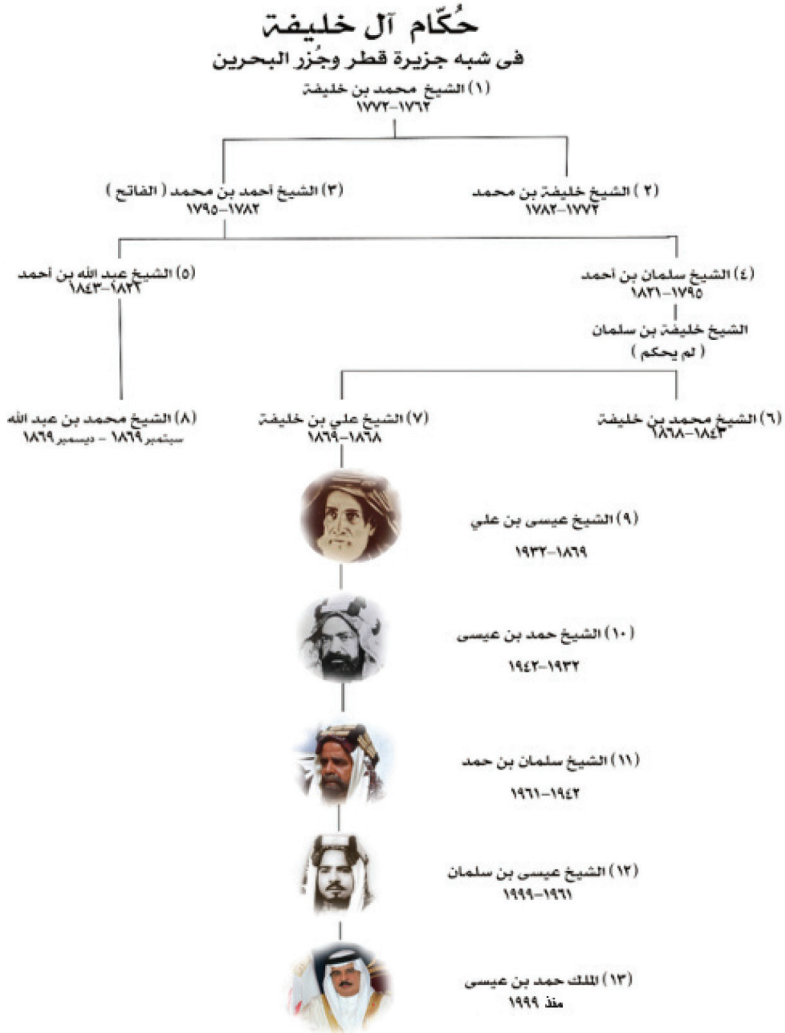 حُكّام آل خليفة
فى شبه جزيرة قطر وجُزر البحرين
(١) الشيخ محمد بن خليفة
١٧٦٢-١٧٧٢
(٢) الشيخ خليفة بن محمد
١٧٧٢-١٧٨٢
(٣) الشيخ أحمد بن محمد (الفاتح)
١٧٨٢-١٧٩٥
(٤) الشيخ سلمان بن أحمد
١٧٩٥-١٨٢١
الشيخ خليفة بن سلمان
(لم يحكم)
(٥) الشيخ عبد الله بن أحمد
١٨٢٢-١٨٤٣
(٦) الشيخ محمد بن خليفة
١٨٤٣-١٨٦٨
(٧) الشيخ علي بن خليفة
١٨٦٨-١٨٦٩
(٨) الشيخ محمد بن عبد الله
سبتمبر ١٨٦٩ - ديسمبر ١٨٦٩
(٩) الشيخ عيسى بن علي
١٨٦٩-١٩٣٢
(١٠) الشيخ حمد بن عيسى
١٩٣٢-١٩٤٢
(١١) الشيخ سلمان بن حمد
١٩٤٢-١٩٦١
(١٢) الشيخ عيسى بن سلمان
١٩٦١-١٩٩٩
(١٣) الملك حمد بن عيسى
منذ ١٩٩٩